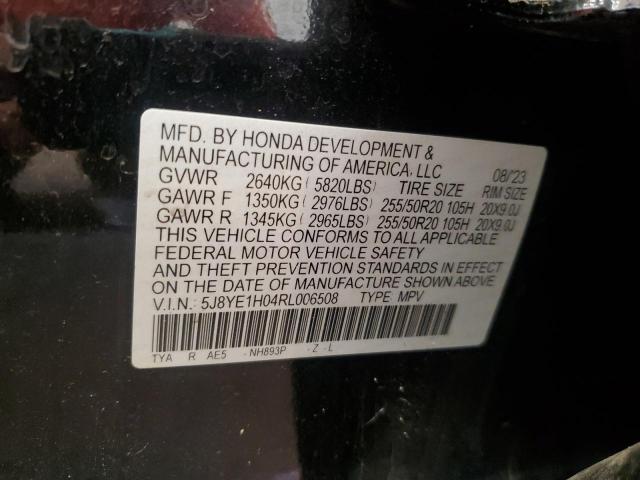 MFD. BY HONDA DEVELOPMENT &
MANUFACTURING OF AMERICA, LLC 08/'23
GVWR 2640KG (5820LBS) TIRE SIZE RIM SIZE
GAWR F 1350KG (2976LBS) 255/50R20 105H 20X9.0J
GAWR R 1345KG (2965LBS) 255/50R20 105H 20X9.0J
THIS VEHICLE CONFORMS TO ALL APPLICABLE
FEDERAL MOTOR VEHICLE SAFETY
AND THEFT PREVENTION STANDARDS IN EFFECT
ON THE DATE OF MANUFACTURE SHOWN ABOVE.
V.I.N.: 5J8YE1H04RL006508 TYPE MPV
TYA R AE5 -NH893P -Z -L